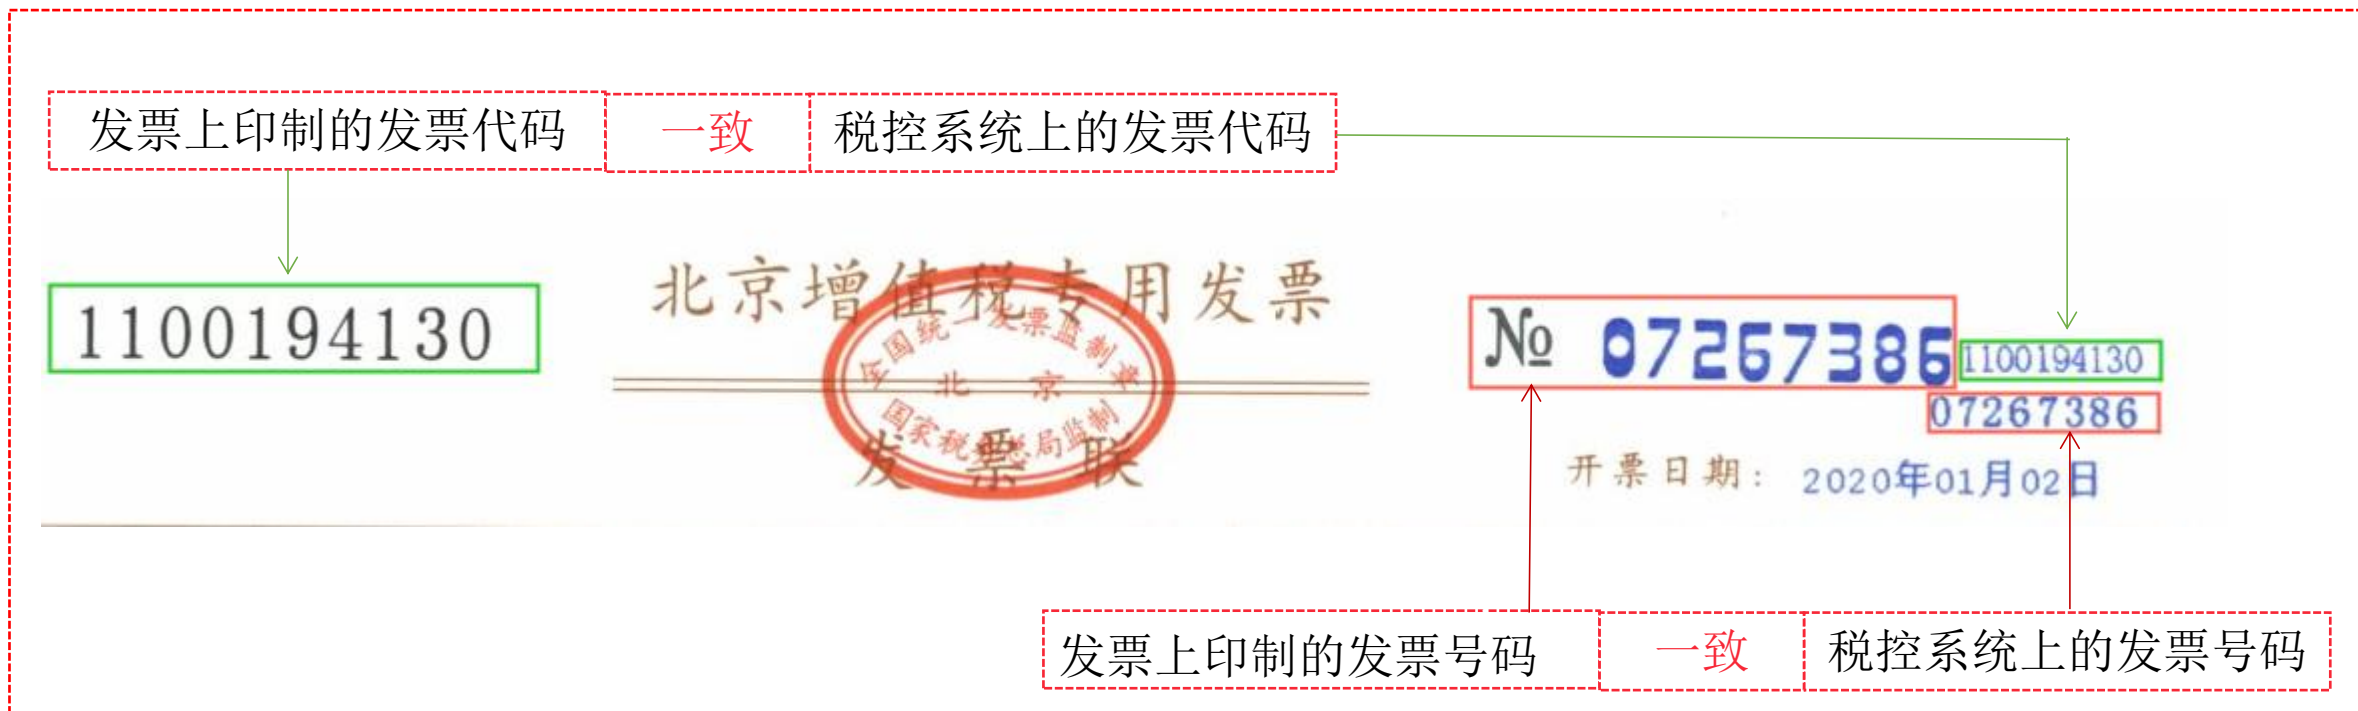 发票上印制的发票代码 一致 税控系统上的发票代码
1100194130
北京增值税专用发票
全国统一发票监制章
北京
国家税务总局监制
发票联
№ 07267386
1100194130
07267386
开票日期: 2020年01月02日
发票上印制的发票号码 一致 税控系统上的发票号码